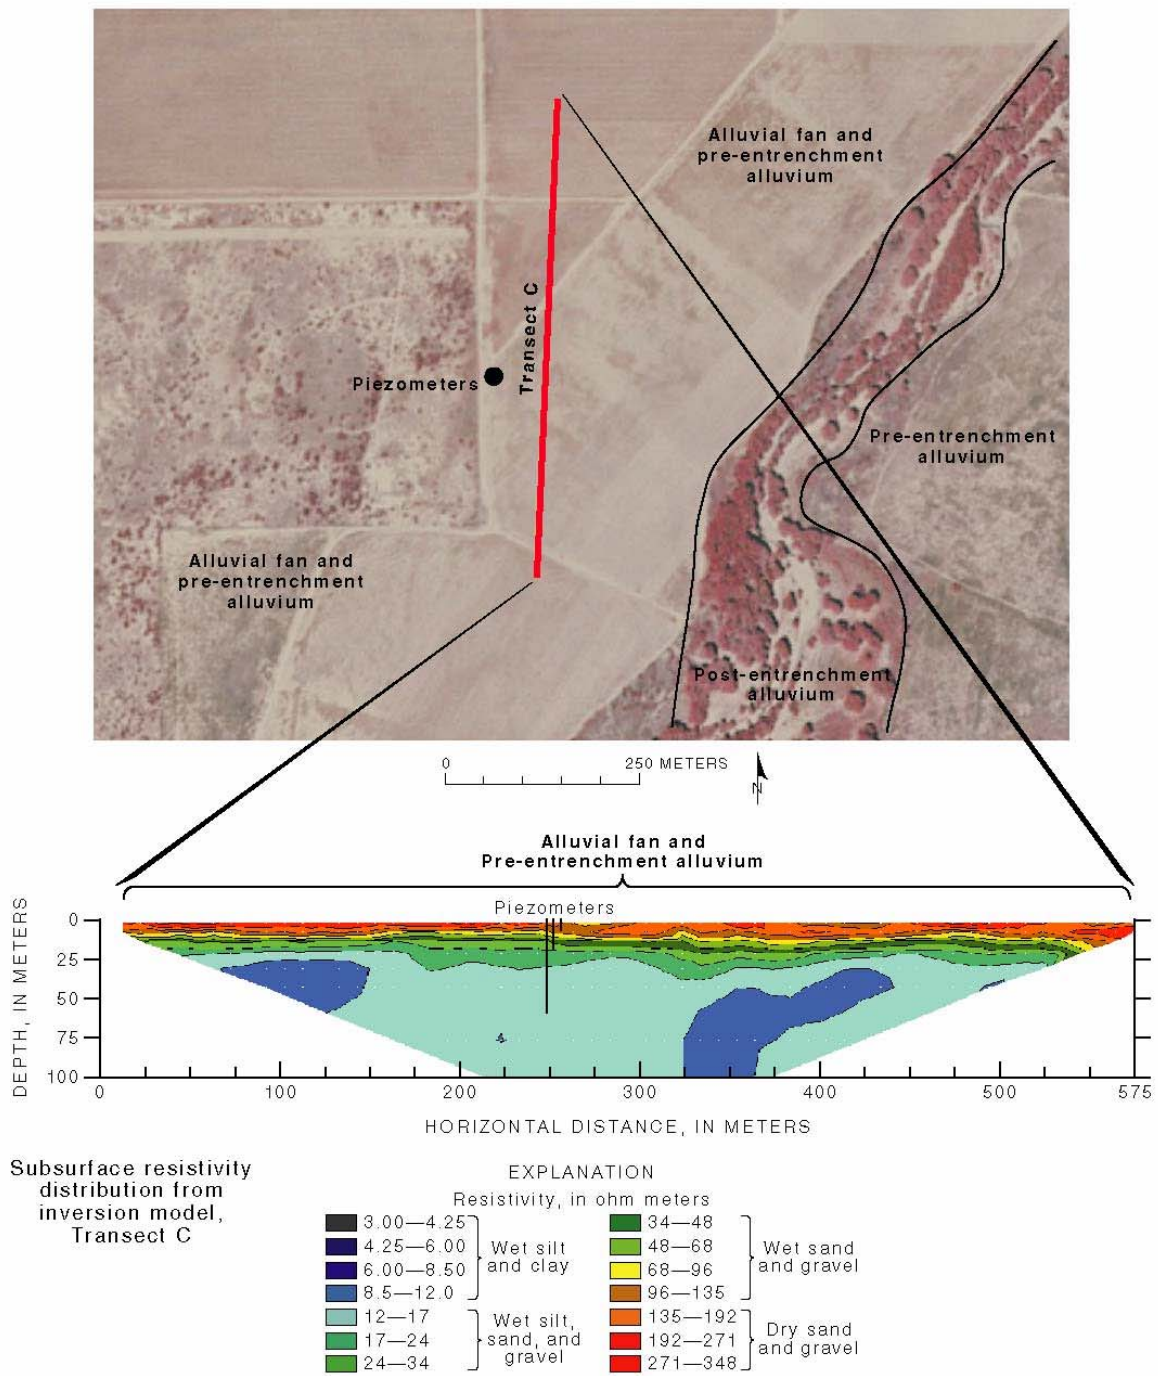 Alluvial fan and
pre-entrenchment
alluvium
Transect C
Piezometers
Pre-entrenchment
alluvium
Alluvial fan and
pre-entrenchment
alluvium
Post-entrenchment
alluvium
0 250 METERS
N
Alluvial fan and
Pre-entrenchment alluvium
Piezometers
DEPTH, IN METERS
0
25
50
75
100
0 100 200 300 400 500 575
HORIZONTAL DISTANCE, IN METERS
Subsurface resistivity
distribution from
inversion model,
Transect C
EXPLANATION
Resistivity, in ohm meters
3.00—4.25
4.25—6.00
6.00—8.50
8.5—12.0
Wet silt
and clay
12—17
17—24
24—34
Wet silt,
sand, and
gravel
34—48
48—68
68—96
96—135
Wet sand
and gravel
135—192
192—271
271—348
Dry sand
and gravel